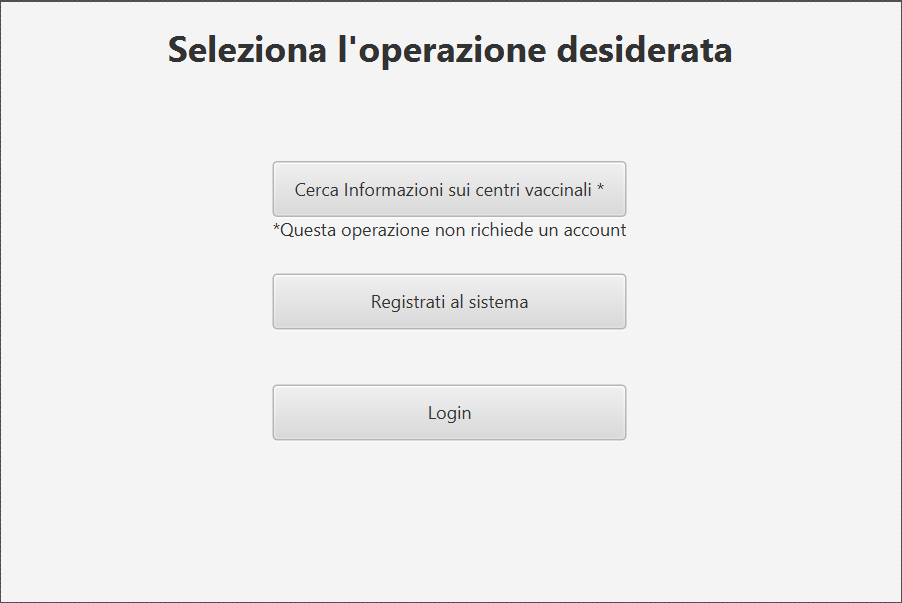 Seleziona l'operazione desiderata
Cerca Informazioni sui centri vaccinali *
*Questa operazione non richiede un account
Registrati al sistema
Login